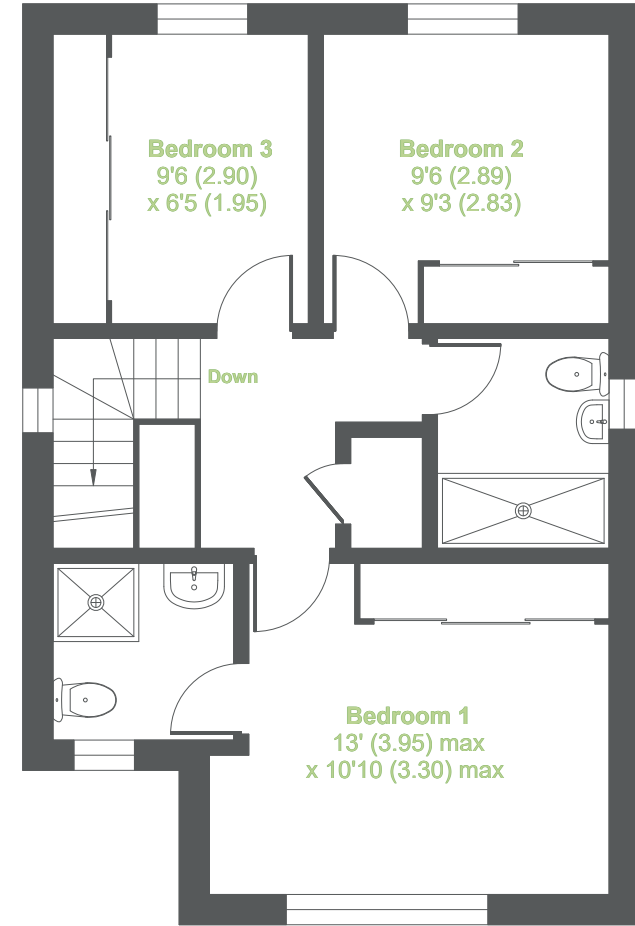 Bedroom 3
9'6 (2.90)
x 6'5 (1.95)
Bedroom 2
9'6 (2.89)
x 9'3 (2.83)
Down
Bedroom 1
13' (3.95) max
x 10'10 (3.30) max